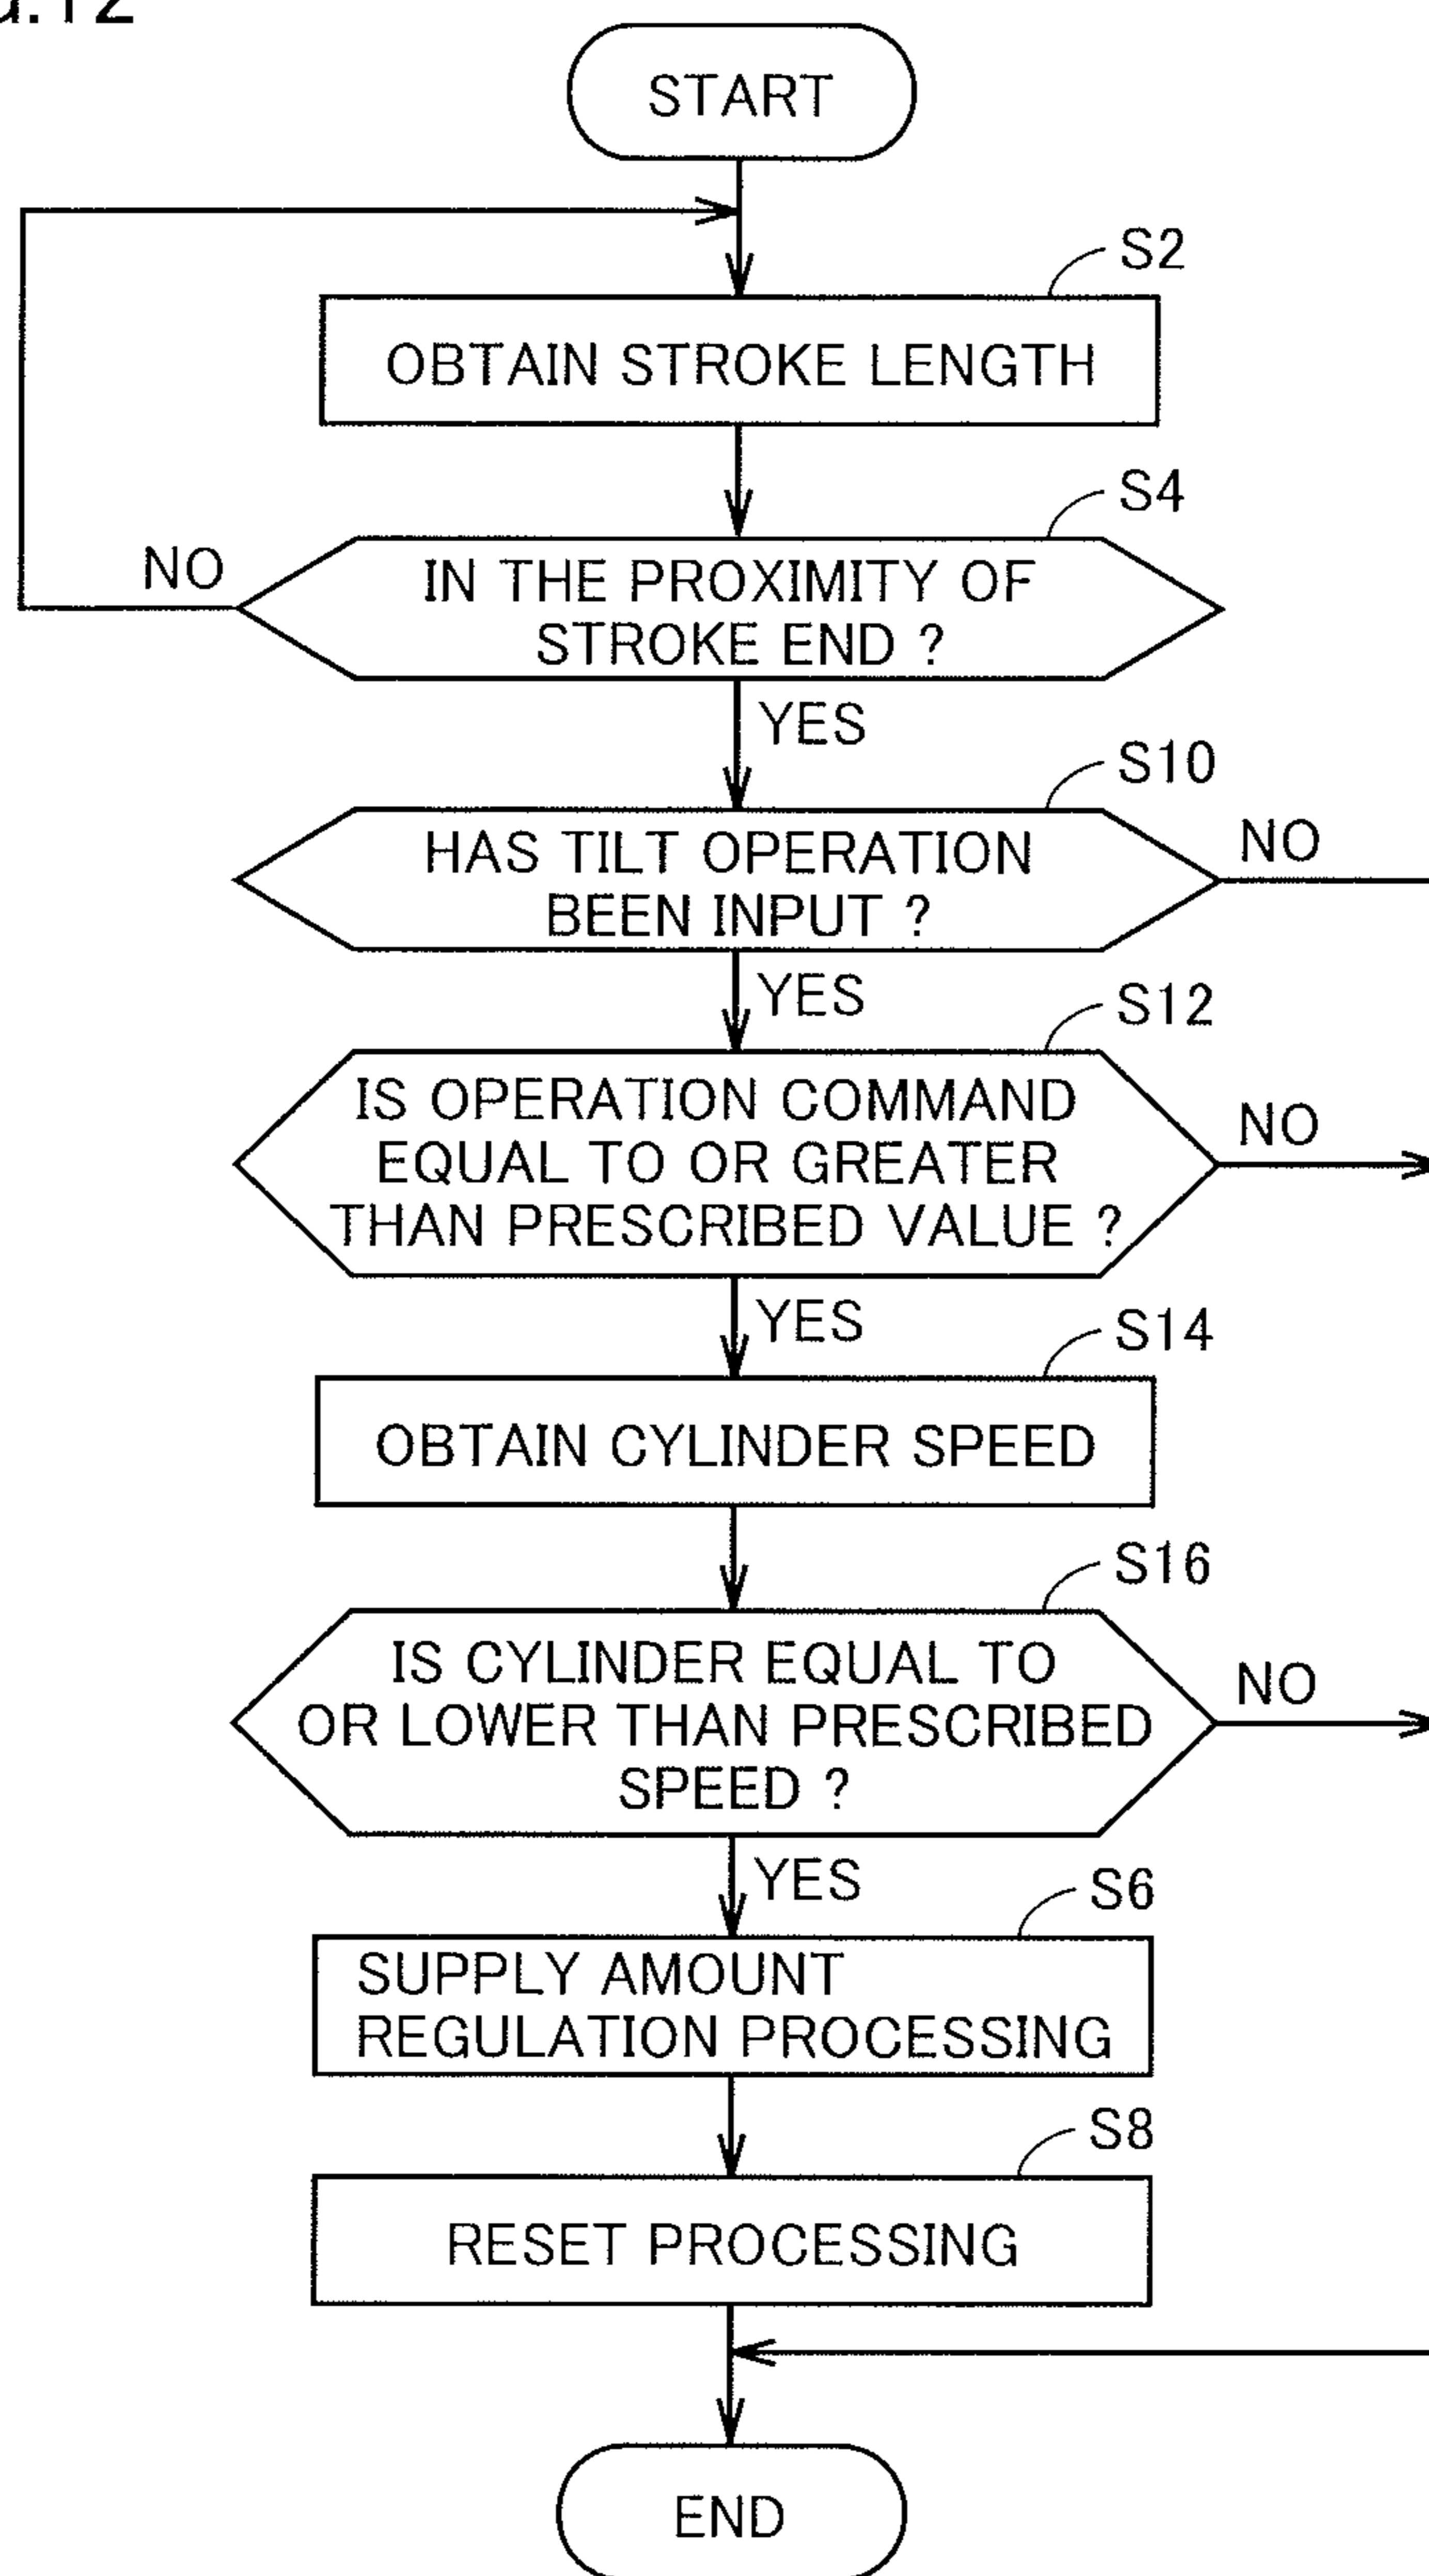 START
S2
OBTAIN STROKE LENGTH
S4
NO
IN THE PROXIMITY OF
STROKE END ?
YES
S10
HAS TILT OPERATION
BEEN INPUT ?
NO
YES
S12
IS OPERATION COMMAND
EQUAL TO OR GREATER
THAN PRESCRIBED VALUE ?
NO
YES
S14
OBTAIN CYLINDER SPEED
S16
IS CYLINDER EQUAL TO
OR LOWER THAN PRESCRIBED
SPEED ?
NO
YES
S6
SUPPLY AMOUNT
REGULATION PROCESSING
S8
RESET PROCESSING
END